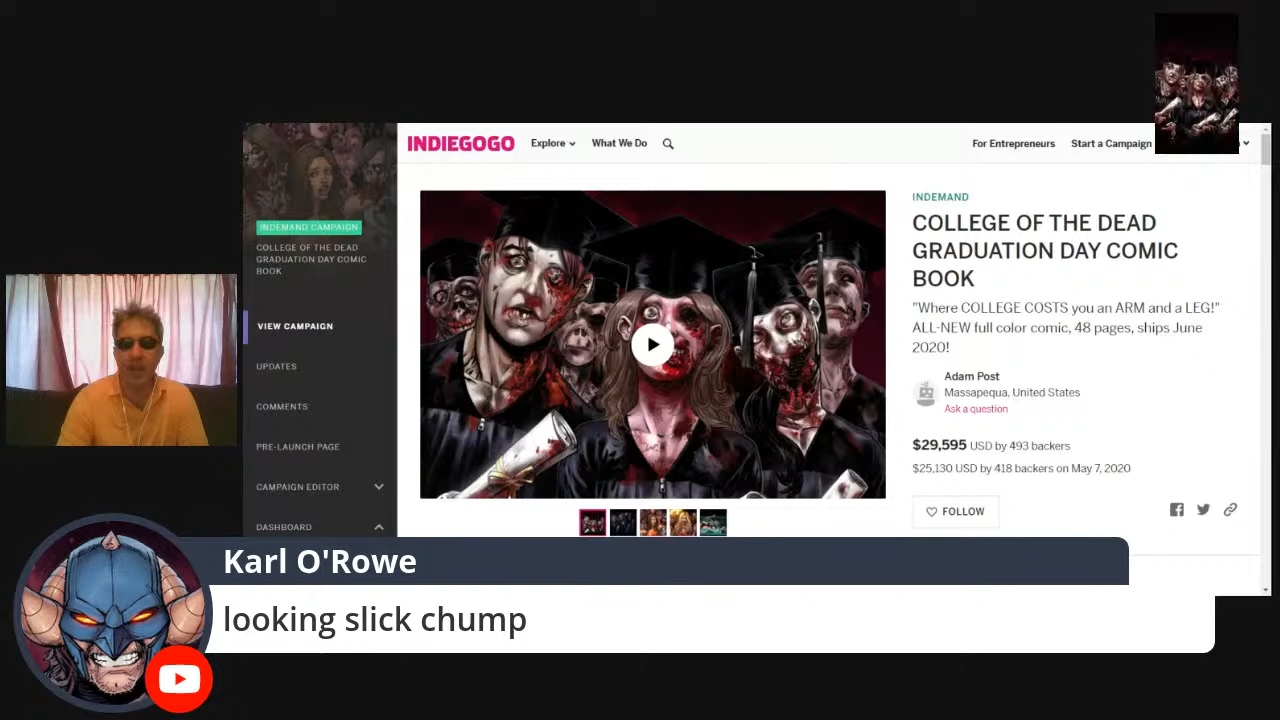 INDIEGOGO Explore What We Do For Entrepreneurs Start a Campaign
INDEMAND CAMPAIGN
COLLEGE OF THE DEAD
GRADUATION DAY COMIC
BOOK
VIEW CAMPAIGN
UPDATES
COMMENTS
PRE-LAUNCH PAGE
CAMPAIGN EDITOR
DASHBOARD
INDEMAND
COLLEGE OF THE DEAD
GRADUATION DAY COMIC
BOOK
"Where COLLEGE COSTS you an ARM and a LEG!"
ALL-NEW full color comic, 48 pages, ships June
2020!
Adam Post
Massapequa, United States
Ask a question
$29,595 USD by 493 backers
$25,130 USD by 418 backers on May 7, 2020
FOLLOW
Karl O'Rowe
looking slick chump